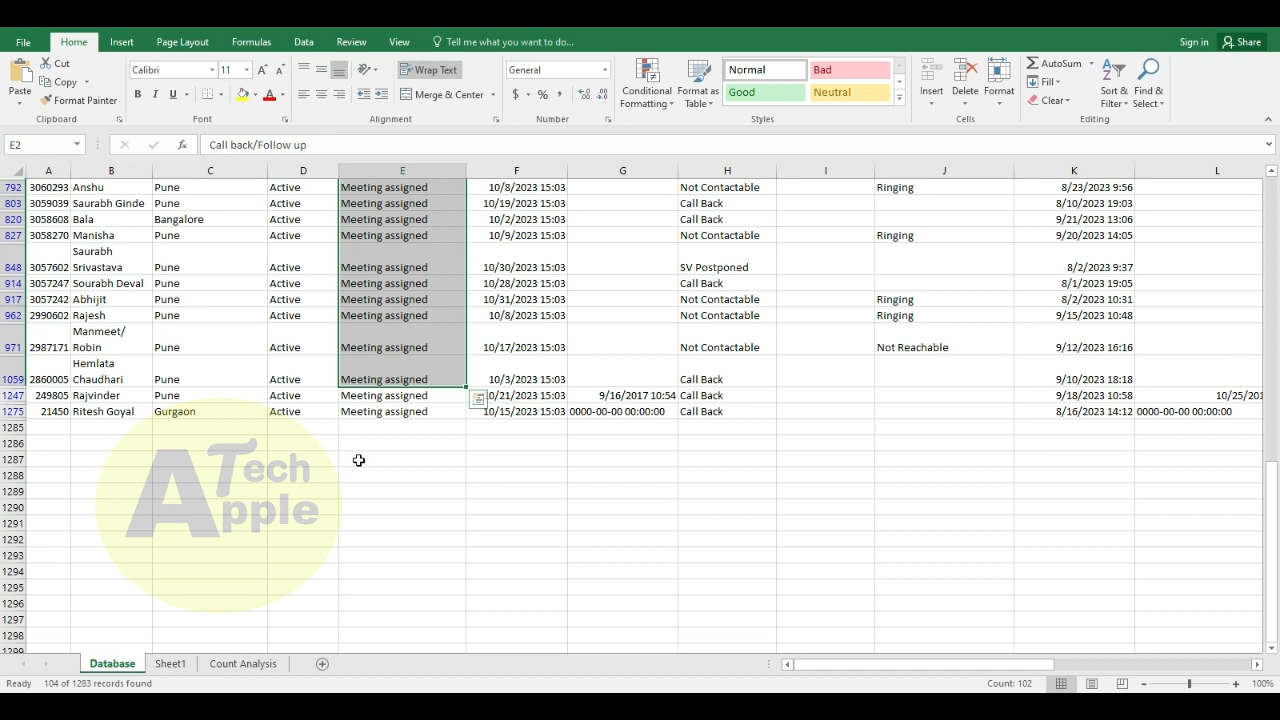 File Home Insert Page Layout Formulas Data Review View Tell me what you want to do... Sign in Share
Paste Cut Copy Format Painter Clipboard
Calibri 11 B I U A Font
Wrap Text Merge & Center Alignment
General $ % , Number
Conditional Formatting Format as Table Normal Bad Good Neutral Styles
Insert Delete Format Cells
AutoSum Fill Clear Sort & Filter Find & Select Editing
E2 fx Call back/Follow up
A B C D E F G H I J K L
792 3060293 Anshu Pune Active Meeting assigned 10/8/2023 15:03 Not Contactable Ringing 8/23/2023 9:56
803 3059039 Saurabh Ginde Pune Active Meeting assigned 10/19/2023 15:03 Call Back 8/10/2023 19:03
820 3058608 Bala Bangalore Active Meeting assigned 10/2/2023 15:03 Call Back 9/21/2023 13:06
827 3058270 Manisha Pune Active Meeting assigned 10/9/2023 15:03 Not Contactable Ringing 9/20/2023 14:05
848 3057602 Saurabh Srivastava Pune Active Meeting assigned 10/30/2023 15:03 SV Postponed 8/2/2023 9:37
914 3057247 Sourabh Deval Pune Active Meeting assigned 10/28/2023 15:03 Call Back 8/1/2023 19:05
917 3057242 Abhijit Pune Active Meeting assigned 10/31/2023 15:03 Not Contactable Ringing 8/2/2023 10:31
962 2990602 Rajesh Pune Active Meeting assigned 10/8/2023 15:03 Not Contactable Ringing 9/15/2023 10:48
971 2987171 Manmeet/ Robin Pune Active Meeting assigned 10/17/2023 15:03 Not Contactable Not Reachable 9/12/2023 16:16
1059 2860005 Hemlata Chaudhari Pune Active Meeting assigned 10/3/2023 15:03 Call Back 9/10/2023 18:18
1247 249805 Rajvinder Pune Active Meeting assigned 0/21/2023 15:03 9/16/2017 10:54 Call Back 9/18/2023 10:58 10/25/201
1275 21450 Ritesh Goyal Gurgaon Active Meeting assigned 10/15/2023 15:03 0000-00-00 00:00:00 Call Back 8/16/2023 14:12 0000-00-00 00:00:00
1285
1286
1287
1288
1289
1290
1291
1292
1293
1294
1295
1296
1297
1298
1299
A Tech Apple
Database Sheet1 Count Analysis
Ready 104 of 1283 records found Count: 102 100%